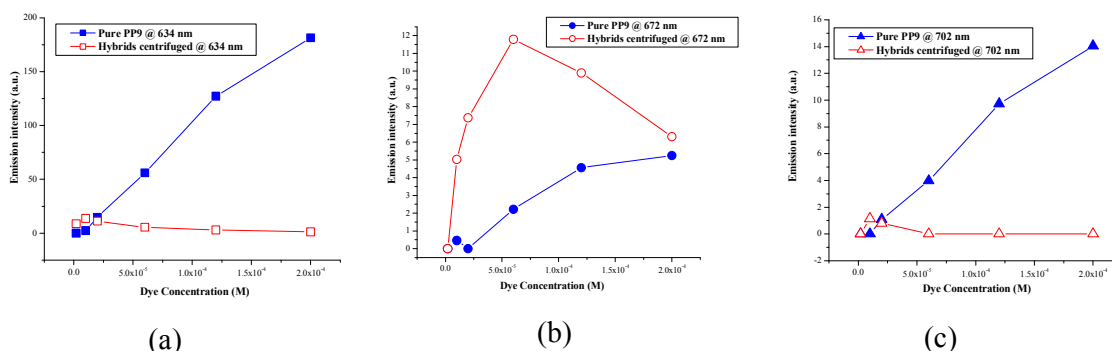 Pure PP9 @ 634 nm
Hybrids centrifuged @ 634 nm
Emission intensity (a.u.)
200
150
100
50
0
0.0
5.0x10⁻⁵
1.0x10⁻⁴
1.5x10⁻⁴
2.0x10⁻⁴
Dye Concentration (M)
(a)
Pure PP9 @ 672 nm
Hybrids centrifuged @ 672 nm
Emission intensity (a.u.)
12
11
10
9
8
7
6
5
4
3
2
1
0
0.0
5.0x10⁻⁵
1.0x10⁻⁴
1.5x10⁻⁴
2.0x10⁻⁴
Dye Concentration (M)
(b)
Pure PP9 @ 702 nm
Hybrids centrifuged @ 702 nm
Emission intensity (a.u.)
16
14
12
10
8
6
4
2
0
-2
0.0
5.0x10⁻⁵
1.0x10⁻⁴
1.5x10⁻⁴
2.0x10⁻⁴
Dye Concentration (M)
(c)